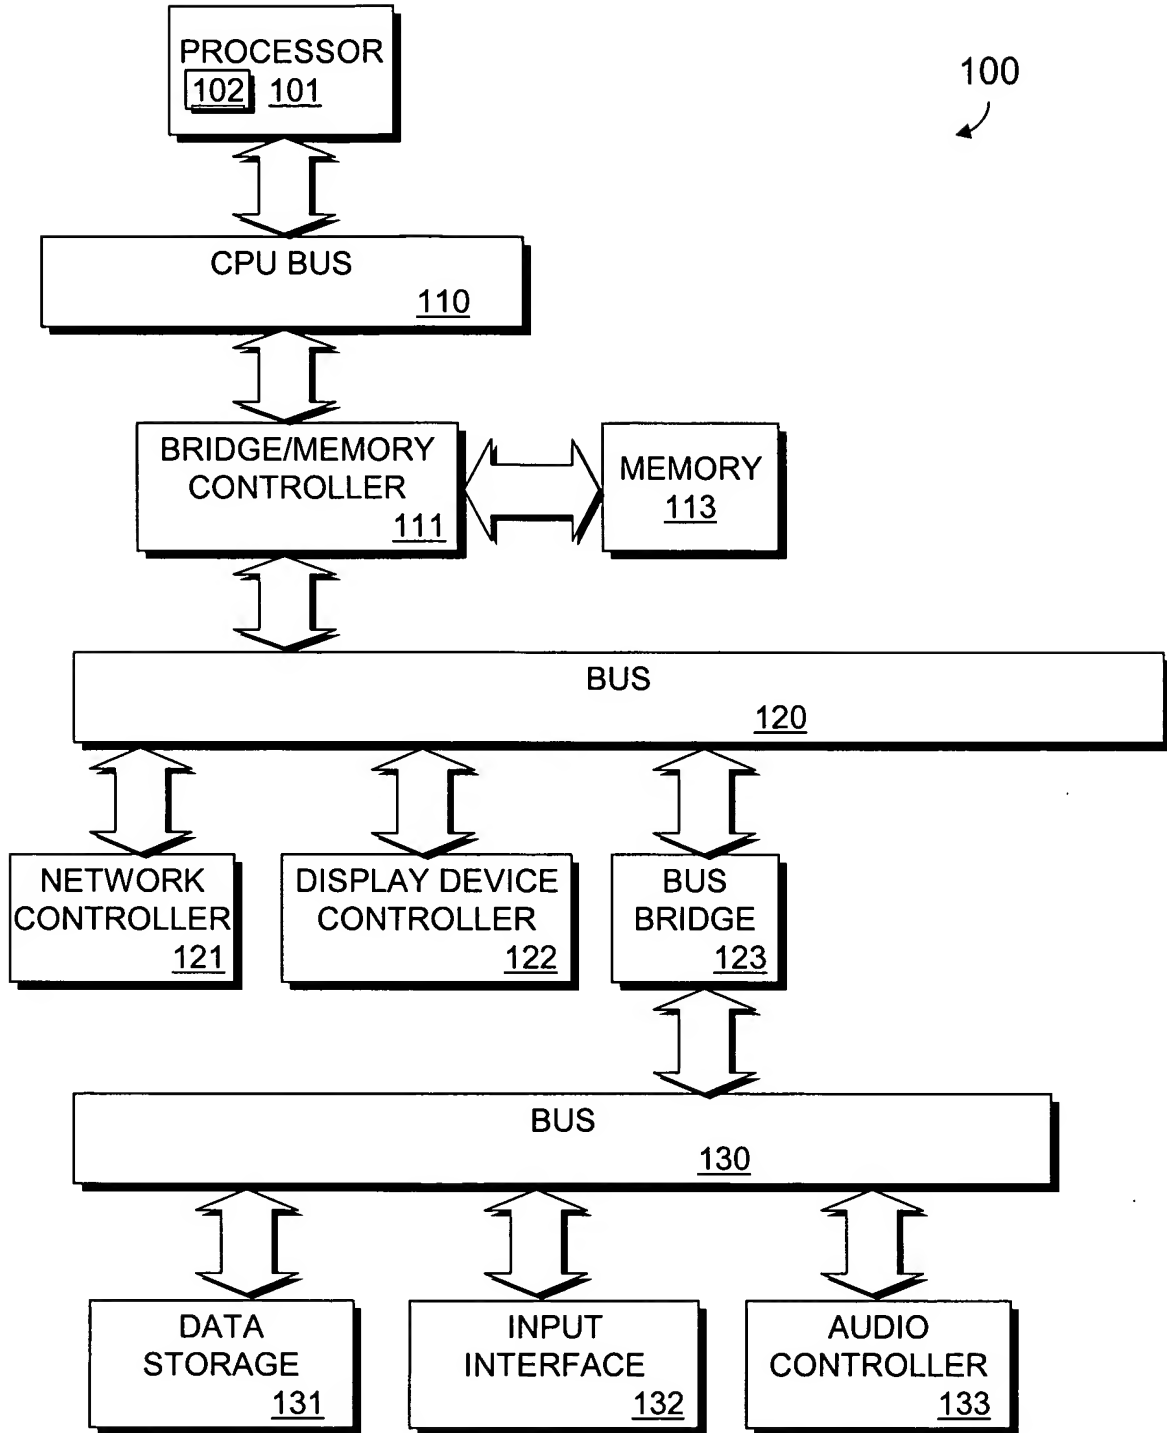 PROCESSOR
102 101
100
CPU BUS
110
BRIDGE/MEMORY
CONTROLLER
111
MEMORY
113
BUS
120
NETWORK
CONTROLLER
121
DISPLAY DEVICE
CONTROLLER
122
BUS
BRIDGE
123
BUS
130
DATA
STORAGE
131
INPUT
INTERFACE
132
AUDIO
CONTROLLER
133